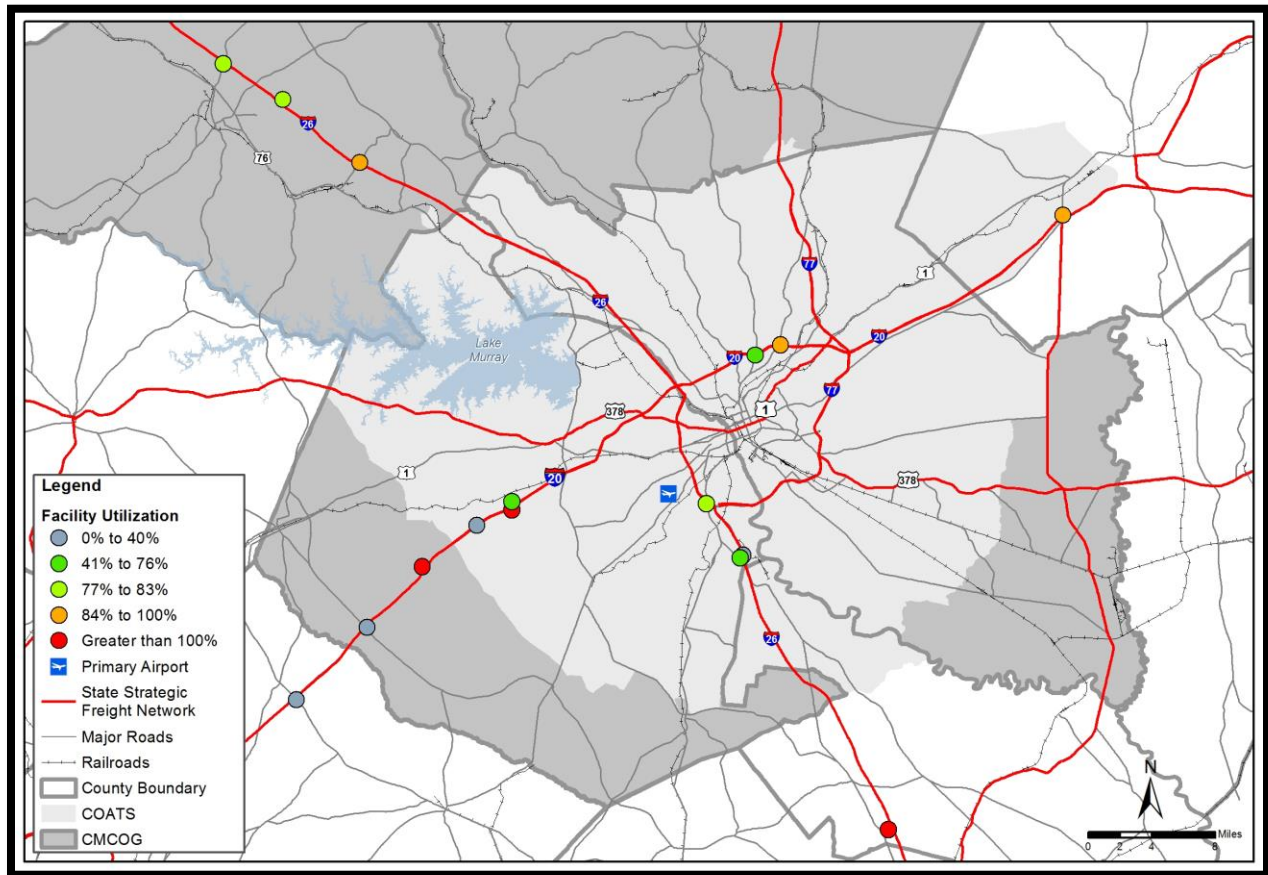 26
76
77
1
26
20
20
Lake
Murray
77
378
1
1
20
378
26
Legend
Facility Utilization
0% to 40%
41% to 76%
77% to 83%
84% to 100%
Greater than 100%
Primary Airport
State Strategic
Freight Network
Major Roads
Railroads
County Boundary
COATS
CMCOG
N
Miles
0 2 4 8